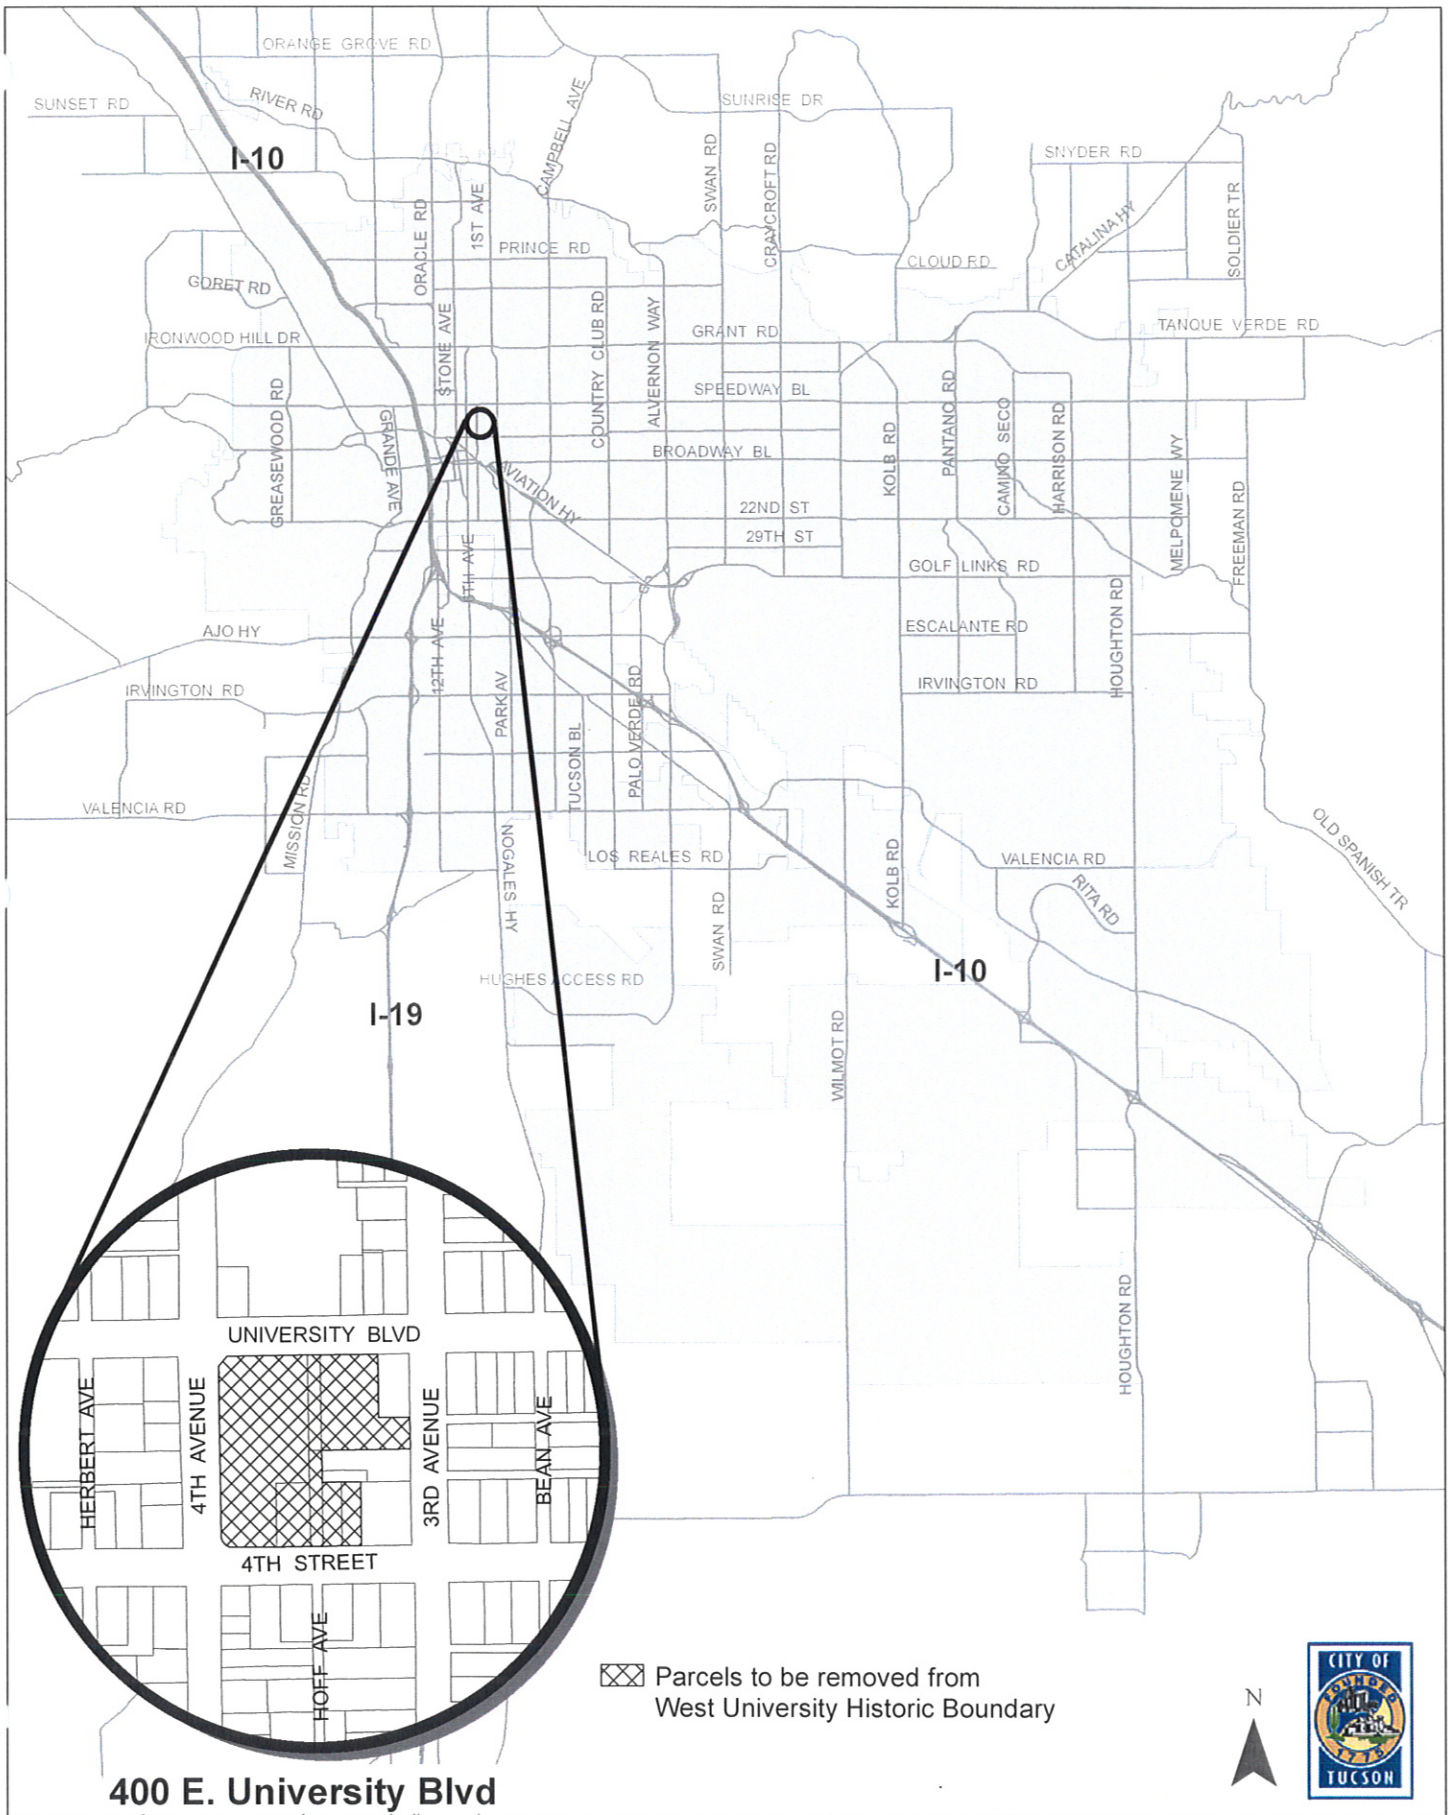 ORANGE GROVE RD
SUNSET RD
RIVER RD
CAMPBELL AVE
SUNRISE DR
I-10
SWAN RD
CRAYCROFT RD
SNYDER RD
SOLDIER TR
CATALINA HY
ORACLE RD
1ST AVE
PRINCE RD
CLOUD RD
GORET RD
COUNTRY CLUB RD
ALVERNON WAY
STONE AVE
IRONWOOD HILL DR
GRANT RD
TANQUE VERDE RD
GREASEWOOD RD
GRANDE AVE
SPEEDWAY BL
KOLB RD
PANTANO RD
CAMINO SECO
HARRISON RD
BROADWAY BL
MELPOMENE WY
FREEMAN RD
AVIATION HY
22ND ST
29TH ST
6TH AVE
GOLF LINKS RD
HOUGHTON RD
AJO HY
12TH AVE
ESCALANTE RD
IRVINGTON RD
PARK AV
TUCSON BL
PALO VERDE RD
IRVINGTON RD
VALENCIA RD
MISSION RD
NOGALES HY
LOS REALES RD
KOLB RD
VALENCIA RD
RITA RD
OLD SPANISH TR
SWAN RD
HUGHES ACCESS RD
I-10
I-19
WILMOT RD
HOUGHTON RD
UNIVERSITY BLVD
HERBERT AVE
4TH AVENUE
3RD AVENUE
BEAN AVE
4TH STREET
HOFF AVE
Parcels to be removed from
West University Historic Boundary
N
CITY OF
FOUNDED
1775
TUCSON
400 E. University Blvd